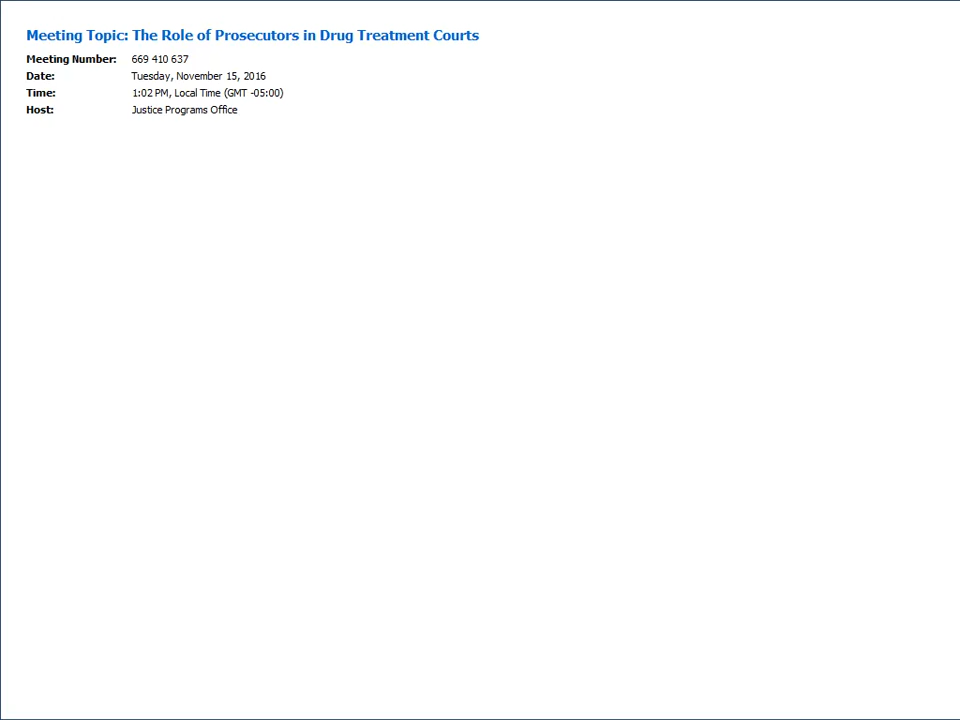 Meeting Topic: The Role of Prosecutors in Drug Treatment Courts
Meeting Number: 669 410 637
Date: Tuesday, November 15, 2016
Time: 1:02 PM, Local Time (GMT -05:00)
Host: Justice Programs Office